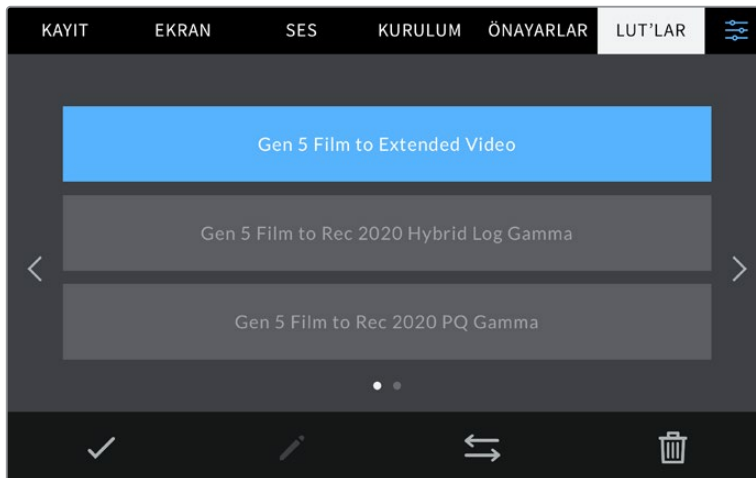 KAYIT EKRAN SES KURULUM ÖNAYARLAR LUT'LAR
Gen 5 Film to Extended Video
Gen 5 Film to Rec 2020 Hybrid Log Gamma
Gen 5 Film to Rec 2020 PQ Gamma